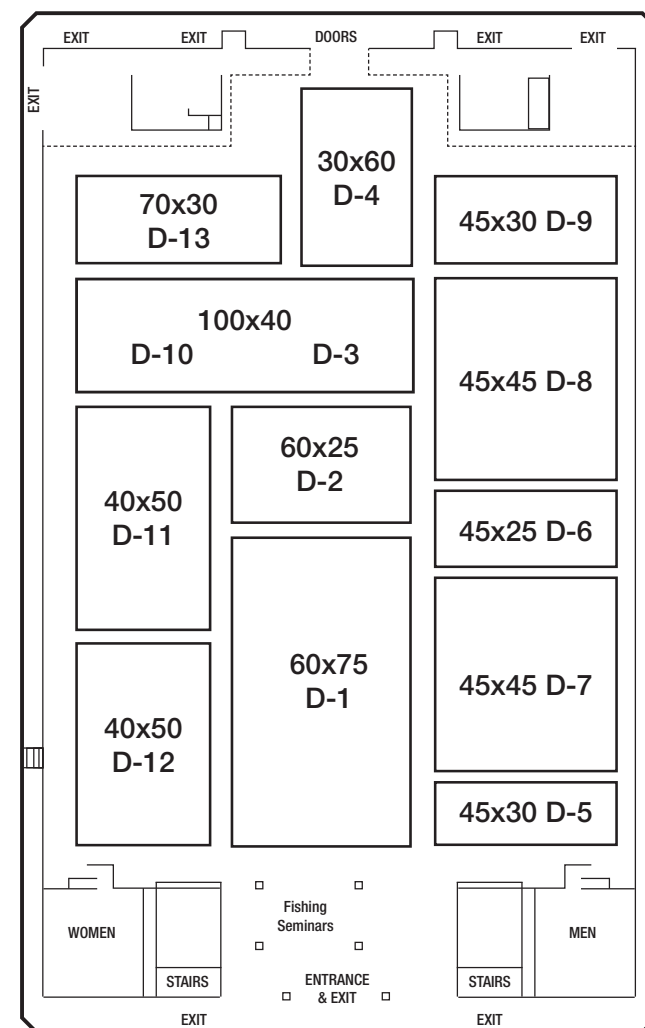 EXIT
EXIT
DOORS
EXIT
EXIT
EXIT
30x60
D-4
70x30
D-13
45x30 D-9
100x40
D-10 D-3
45x45 D-8
60x25
D-2
40x50
D-11
45x25 D-6
60x75
D-1
45x45 D-7
40x50
D-12
45x30 D-5
Fishing
Seminars
WOMEN
MEN
STAIRS
ENTRANCE
& EXIT
STAIRS
EXIT
EXIT